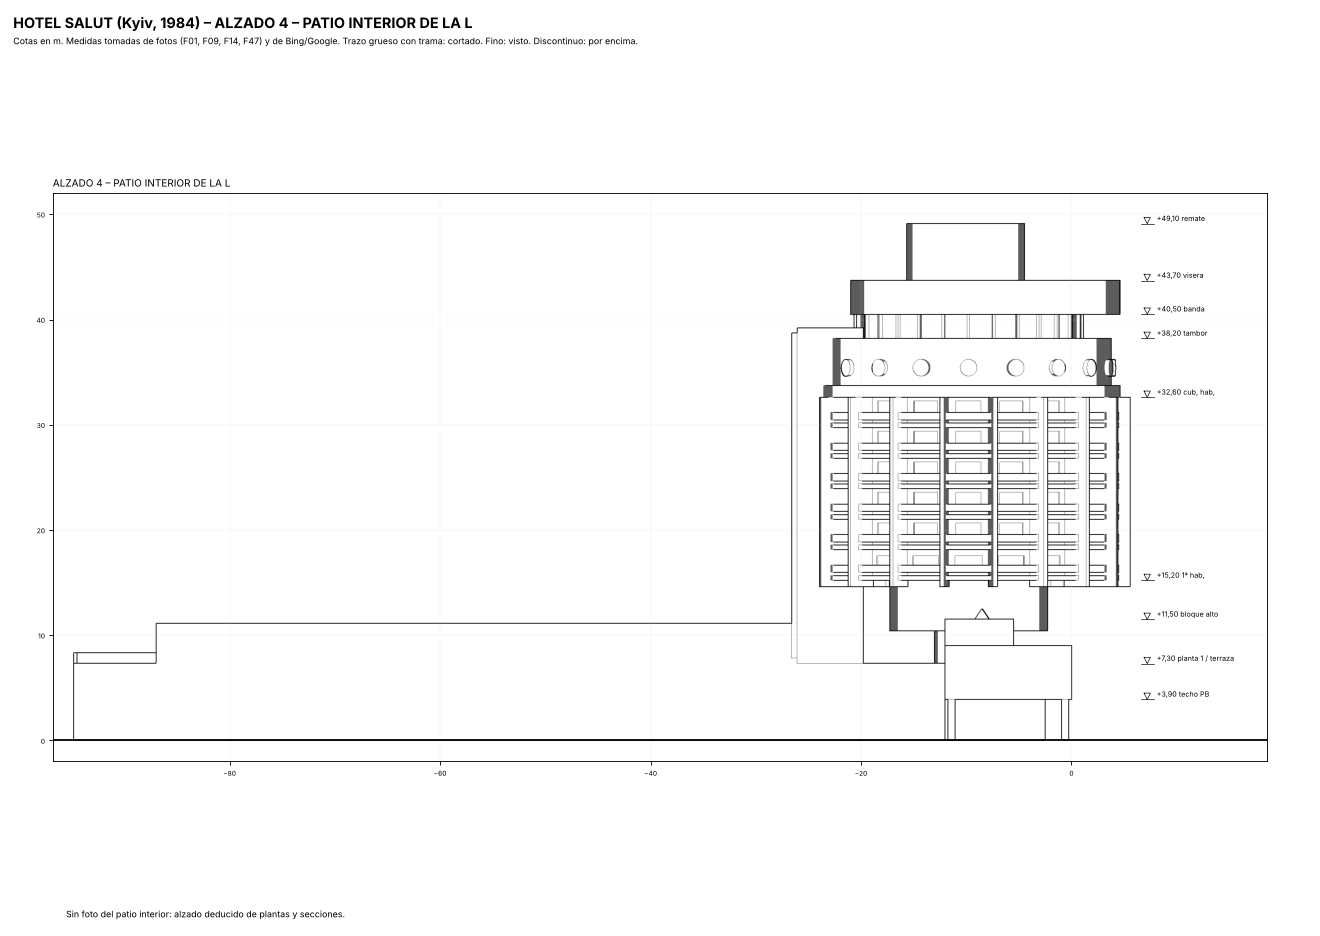 HOTEL SALUT (Kyiv, 1984) – ALZADO 4 – PATIO INTERIOR DE LA L
Cotas en m. Medidas tomadas de fotos (F01, F09, F14, F47) y de Bing/Google. Trazo grueso con trama: cortado. Fino: visto. Discontinuo: por encima.
ALZADO 4 – PATIO INTERIOR DE LA L
50
40
30
20
10
0
−80
−60
−40
−20
0
+49,10 remate
+43,70 visera
+40,50 banda
+38,20 tambor
+32,60 cub, hab,
+15,20 1ª hab,
+11,50 bloque alto
+7,30 planta 1 / terraza
+3,90 techo PB
Sin foto del patio interior: alzado deducido de plantas y secciones.